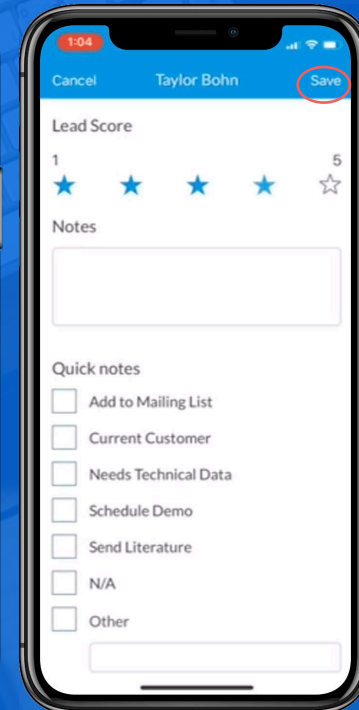 1:04
Cancel Taylor Bohn Save
Lead Score
1 5
Notes
Quick notes
Add to Mailing List
Current Customer
Needs Technical Data
Schedule Demo
Send Literature
N/A
Other